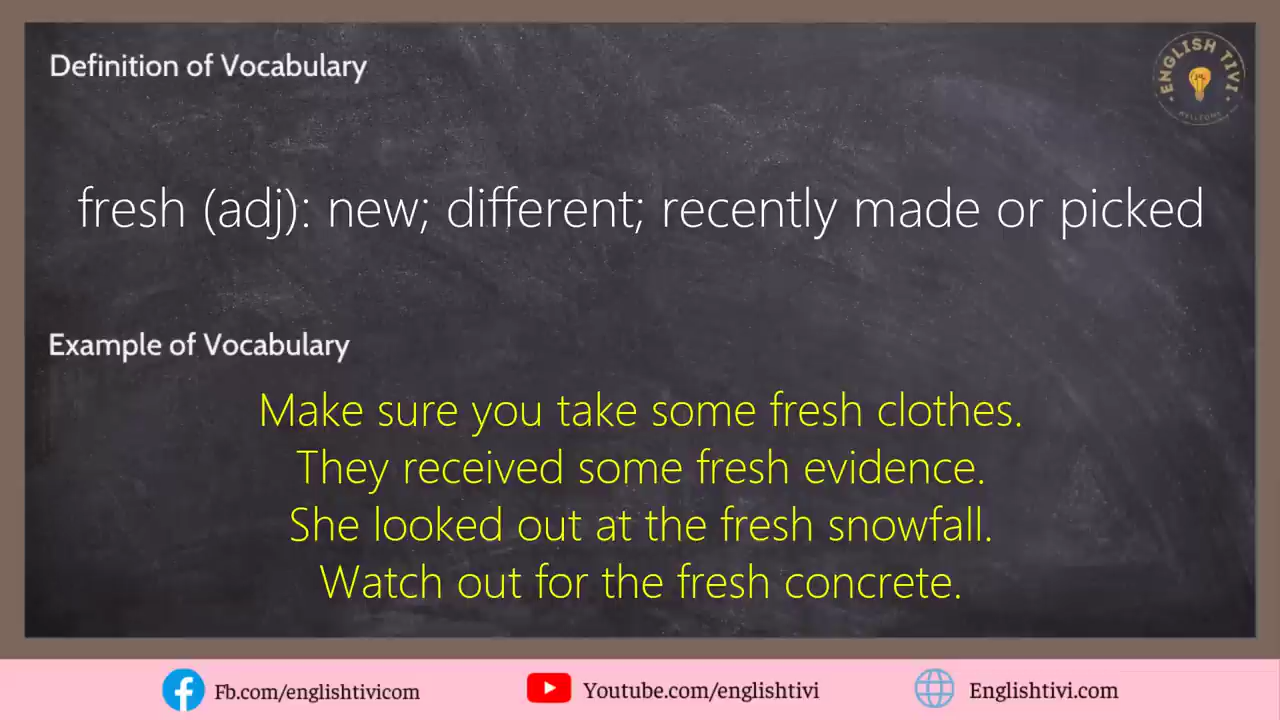 Definition of Vocabulary
ENGLISH TIVI
fresh (adj): new; different; recently made or picked
Example of Vocabulary
Make sure you take some fresh clothes.
They received some fresh evidence.
She looked out at the fresh snowfall.
Watch out for the fresh concrete.
Fb.com/englishtivicom
Youtube.com/englishtivi
Englishtivi.com